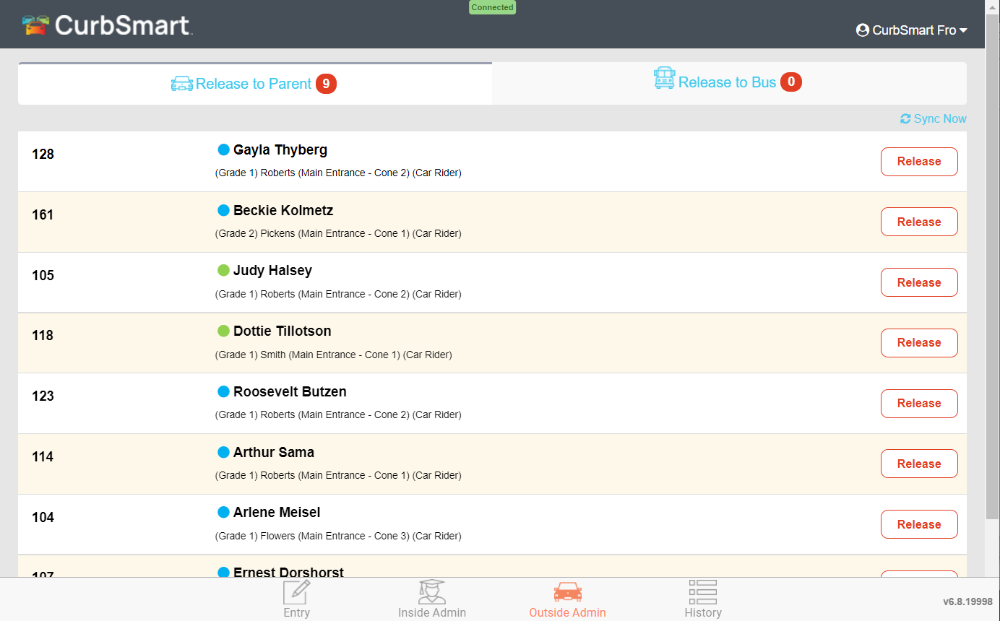 Connected
CurbSmart.
CurbSmart Fro
Release to Parent 9
Release to Bus 0
Sync Now
128
Gayla Thyberg
(Grade 1) Roberts (Main Entrance - Cone 2) (Car Rider)
Release
161
Beckie Kolmetz
(Grade 2) Pickens (Main Entrance - Cone 1) (Car Rider)
Release
105
Judy Halsey
(Grade 1) Roberts (Main Entrance - Cone 2) (Car Rider)
Release
118
Dottie Tillotson
(Grade 1) Smith (Main Entrance - Cone 1) (Car Rider)
Release
123
Roosevelt Butzen
(Grade 1) Roberts (Main Entrance - Cone 2) (Car Rider)
Release
114
Arthur Sama
(Grade 1) Roberts (Main Entrance - Cone 1) (Car Rider)
Release
104
Arlene Meisel
(Grade 1) Flowers (Main Entrance - Cone 3) (Car Rider)
Release
107
Ernest Dorshorst
Entry
Inside Admin
Outside Admin
History
v6.8.19998